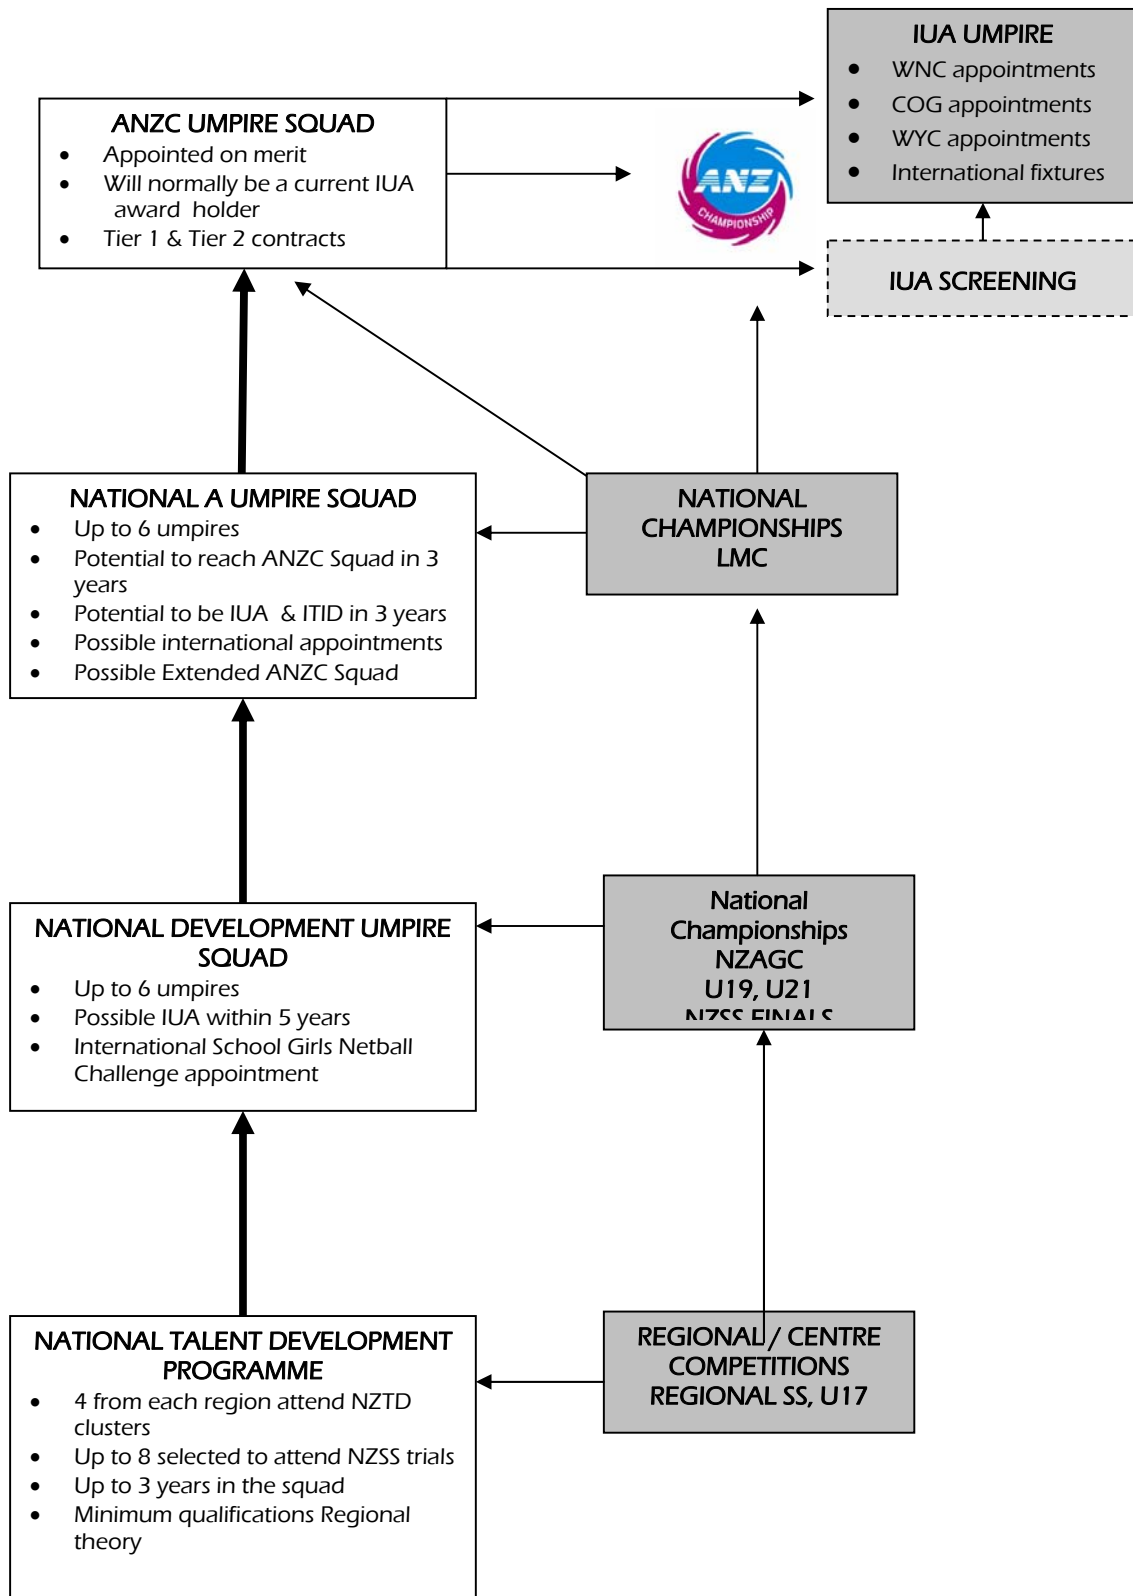 IUA UMPIRE
• WNC appointments
• COG appointments
• WYC appointments
• International fixtures
ANZC UMPIRE SQUAD
• Appointed on merit
• Will normally be a current IUA
award holder
• Tier 1 & Tier 2 contracts
ANZ
CHAMPIONSHIP
IUA SCREENING
NATIONAL A UMPIRE SQUAD
• Up to 6 umpires
• Potential to reach ANZC Squad in 3
years
• Potential to be IUA & ITID in 3 years
• Possible international appointments
• Possible Extended ANZC Squad
NATIONAL
CHAMPIONSHIPS
LMC
NATIONAL DEVELOPMENT UMPIRE
SQUAD
• Up to 6 umpires
• Possible IUA within 5 years
• International School Girls Netball
Challenge appointment
National
Championships
NZAGC
U19, U21
NZSS FINALS
NATIONAL TALENT DEVELOPMENT
PROGRAMME
• 4 from each region attend NZTD
clusters
• Up to 8 selected to attend NZSS trials
• Up to 3 years in the squad
• Minimum qualifications Regional
theory
REGIONAL / CENTRE
COMPETITIONS
REGIONAL SS, U17